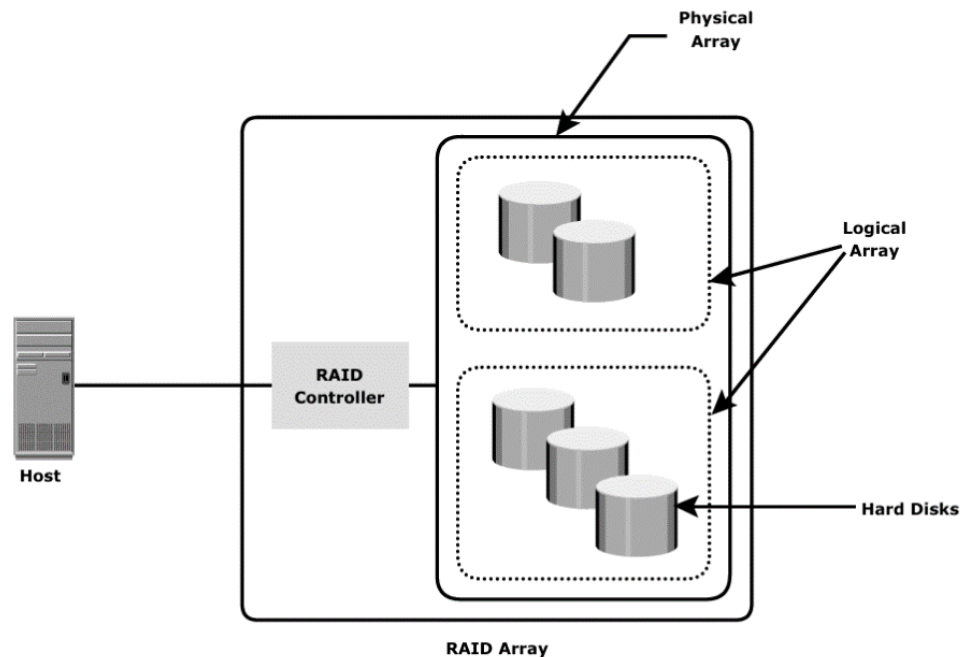 Physical
Array
Logical
Array
RAID
Controller
Host
Hard Disks
RAID Array